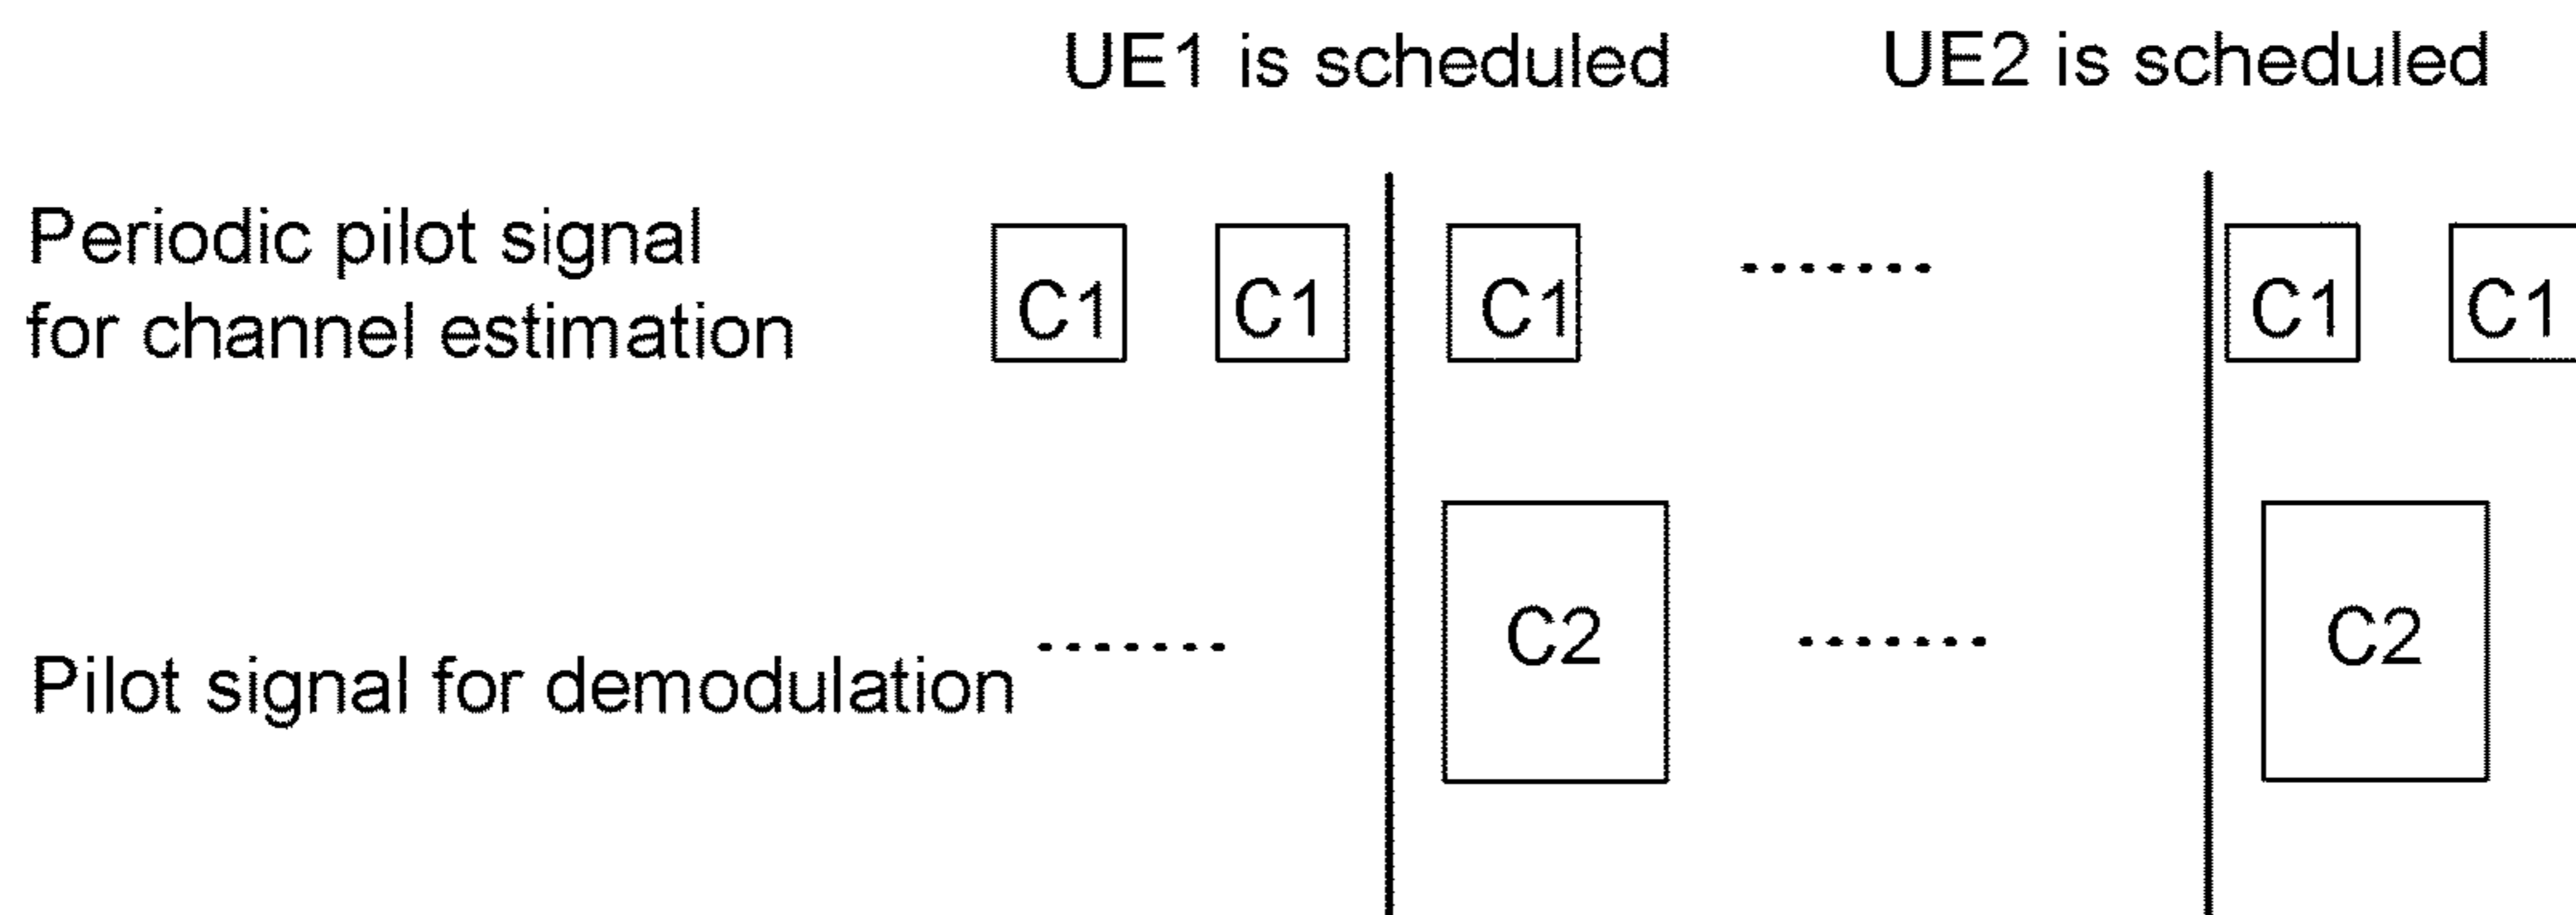 UE1 is scheduled UE2 is scheduled
Periodic pilot signal
for channel estimation
C1 C1 C1 ....... C1 C1
Pilot signal for demodulation ....... C2 ....... C2